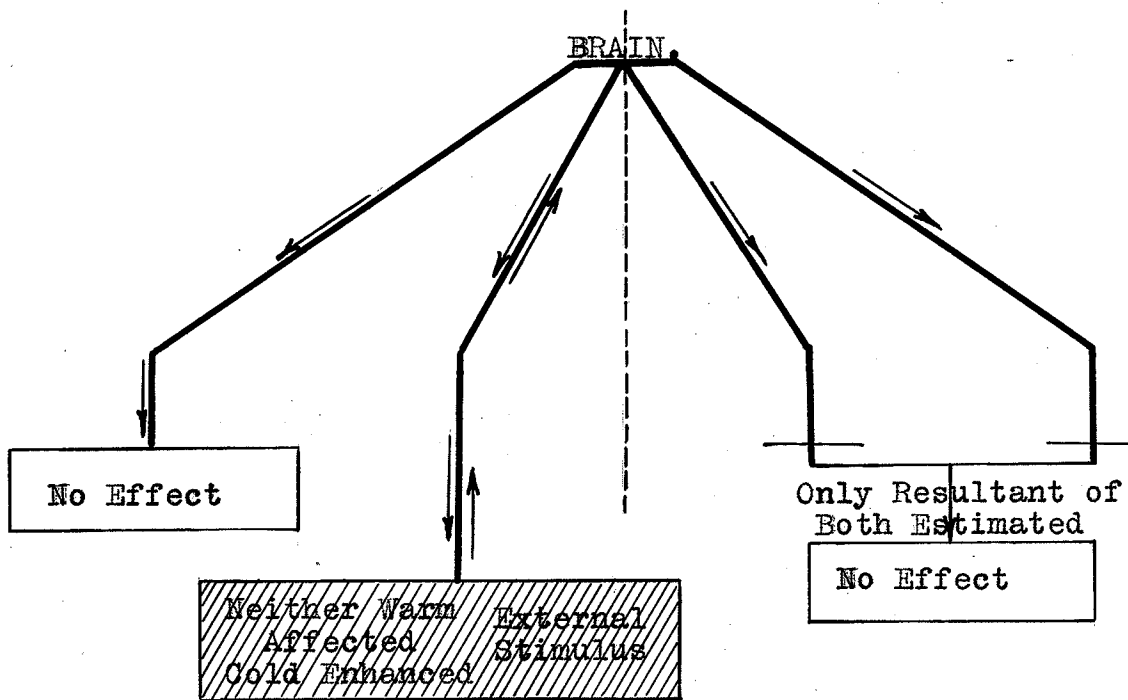 BRAIN.
No Effect
Neither Warm
Affected
Cold Enhanced
External
Stimulus
Only Resultant of
Both Estimated
No Effect